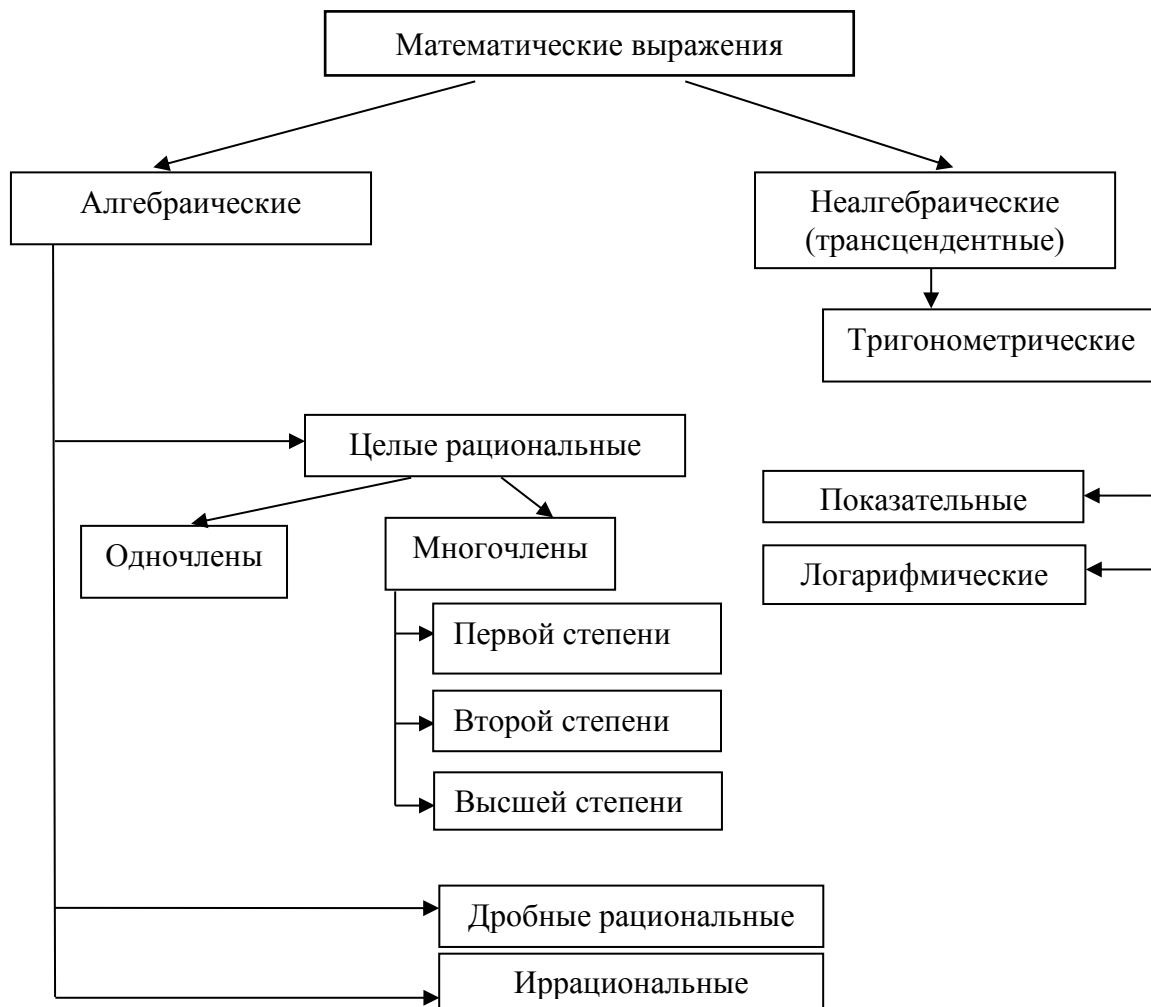 Математические выражения
Алгебраические
Неалгебраические
(трансцендентные)
Тригонометрические
Целые рациональные
Показательные
Одночлены
Многочлены
Логарифмические
Первой степени
Второй степени
Высшей степени
Дробные рациональные
Иррациональные